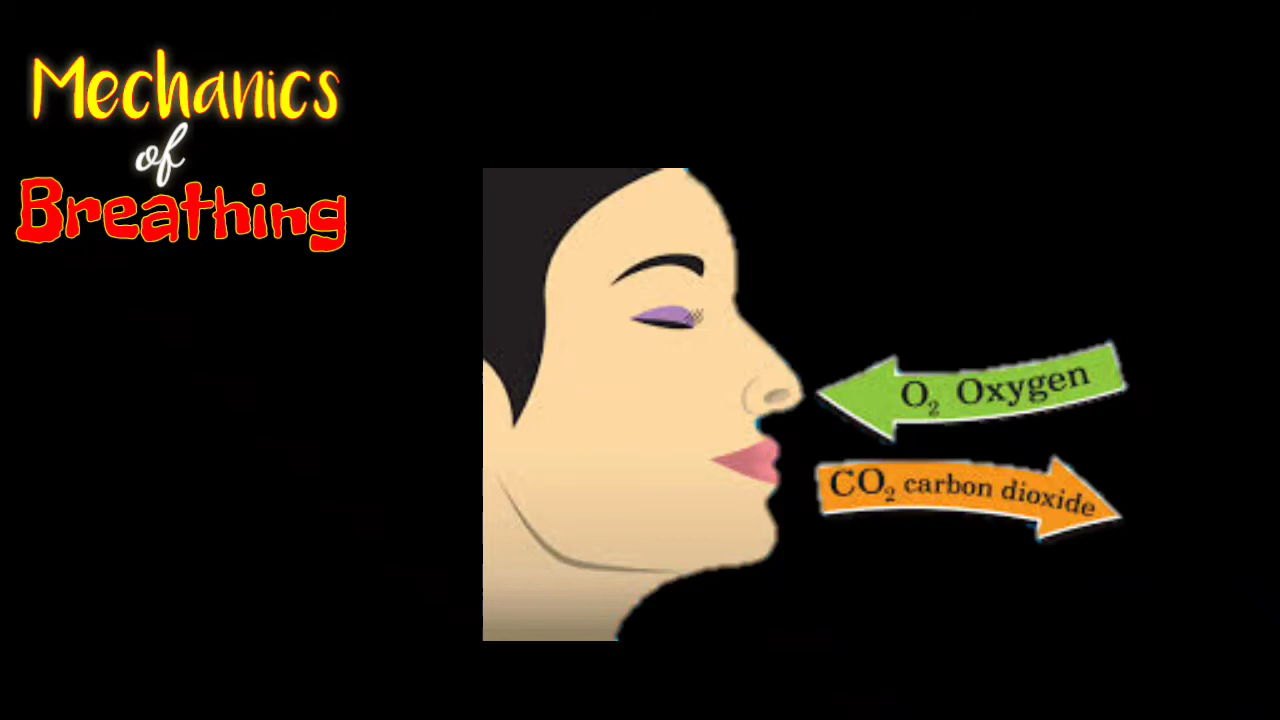 Mechanics
of
Breathing
O₂ Oxygen
CO₂ carbon dioxide